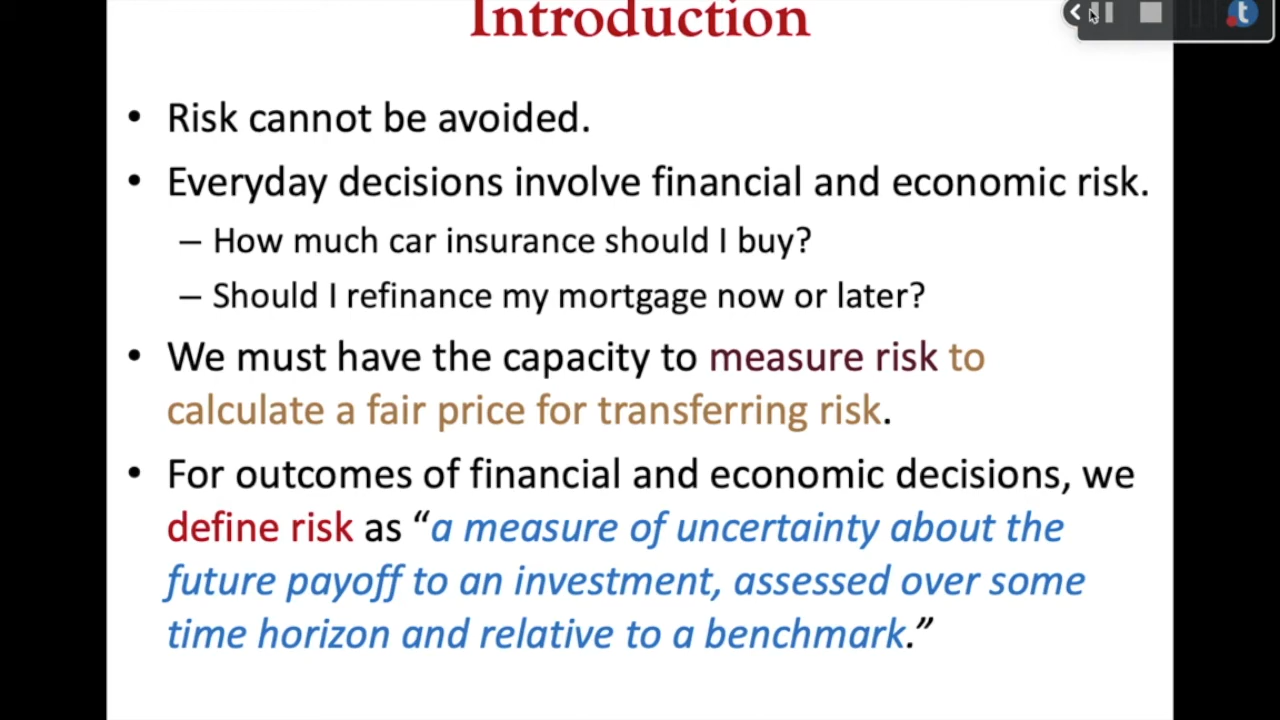 Introduction
• Risk cannot be avoided.
• Everyday decisions involve financial and economic risk.
– How much car insurance should I buy?
– Should I refinance my mortgage now or later?
• We must have the capacity to measure risk to
calculate a fair price for transferring risk.
• For outcomes of financial and economic decisions, we
define risk as “a measure of uncertainty about the
future payoff to an investment, assessed over some
time horizon and relative to a benchmark.”
t